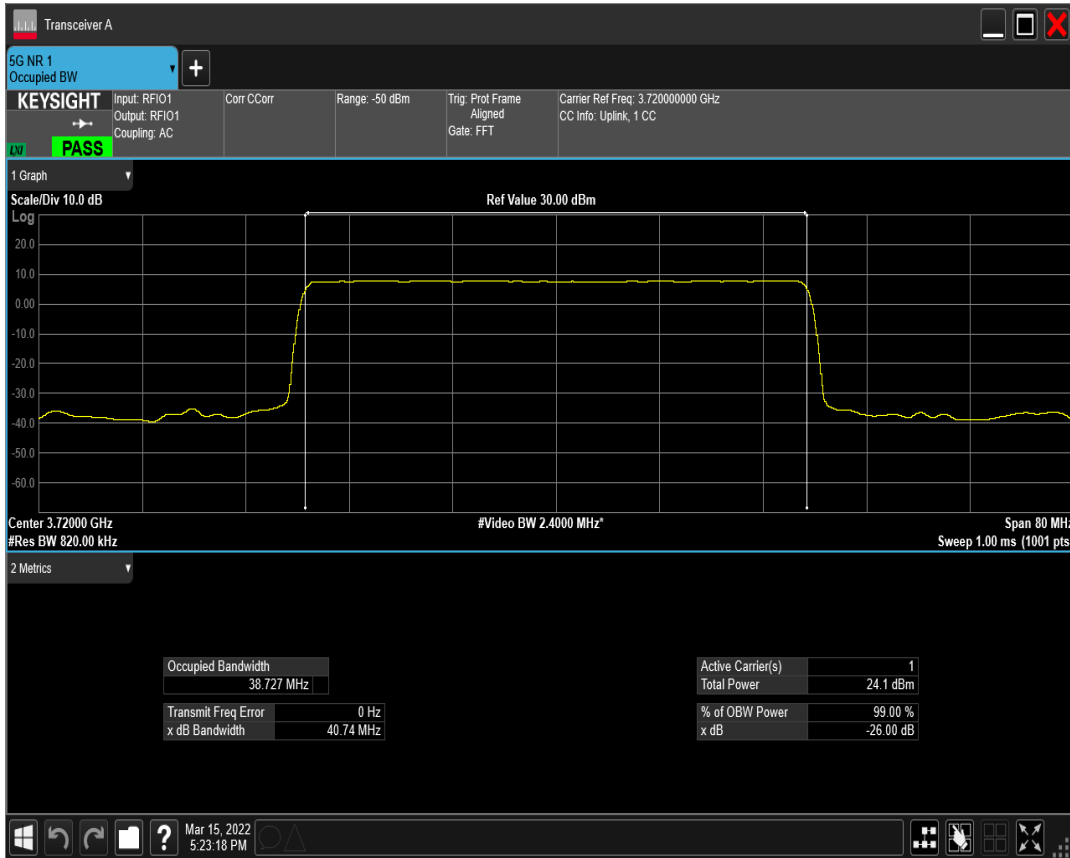 Transceiver A
5G NR 1
Occupied BW
+
KEYSIGHT
LXI
PASS
Input: RFIO1
Output: RFIO1
Coupling: AC
Corr CCorr
Range: -50 dBm
Trig: Prot Frame
Aligned
Gate: FFT
Carrier Ref Freq: 3.720000000 GHz
CC Info: Uplink, 1 CC
1 Graph
Scale/Div 10.0 dB
Ref Value 30.00 dBm
Log
20.0
10.0
0.00
-10.0
-20.0
-30.0
-40.0
-50.0
-60.0
Center 3.72000 GHz
#Video BW 2.4000 MHz*
Span 80 MHz
#Res BW 820.00 kHz
Sweep 1.00 ms (1001 pts
2 Metrics
Occupied Bandwidth
38.727 MHz
Transmit Freq Error 0 Hz
x dB Bandwidth 40.74 MHz
Active Carrier(s) 1
Total Power 24.1 dBm
% of OBW Power 99.00 %
x dB -26.00 dB
?
Mar 15, 2022
5:23:18 PM